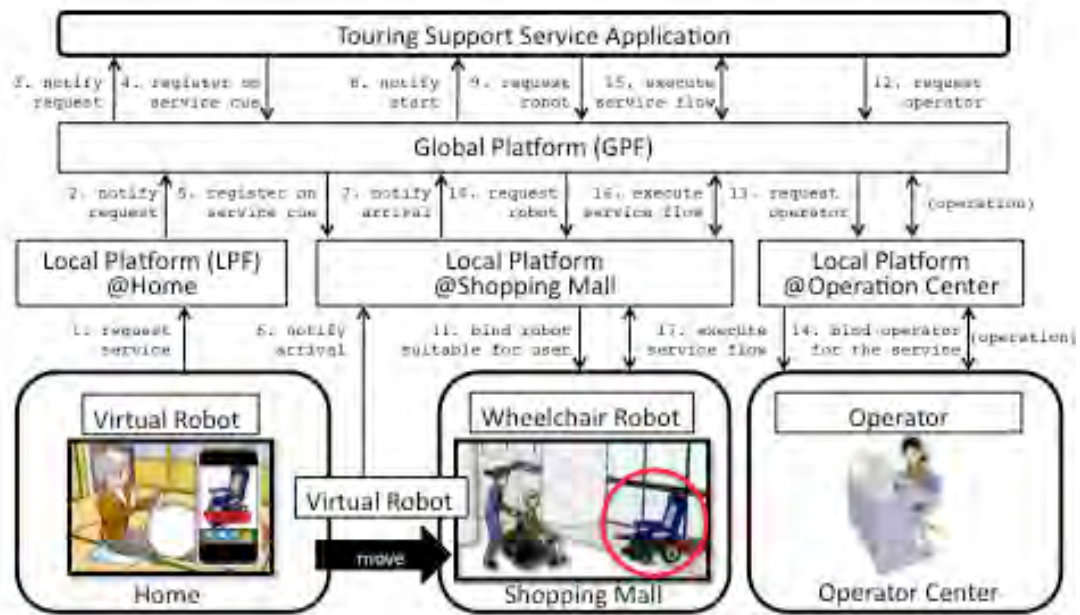 Touring Support Service Application
3. notify
request
4. register on
service cue
8. notify
start
9. request
robot
15. execute
service flow
12. request
operator
Global Platform (GPF)
2. notify
request
5. register on
service cue
7. notify
arrival
10. request
robot
16. execute
service flow
13. request
operator
(operation)
Local Platform (LPF)
@Home
Local Platform
@Shopping Mall
Local Platform
@Operation Center
1. request
service
6. notify
arrival
11. bind robot
suitable for user
17. execute
service flow
14. bind operator
for the service
(operation)
Virtual Robot
Wheelchair Robot
Operator
Virtual Robot
move
Home
Shopping Mall
Operator Center